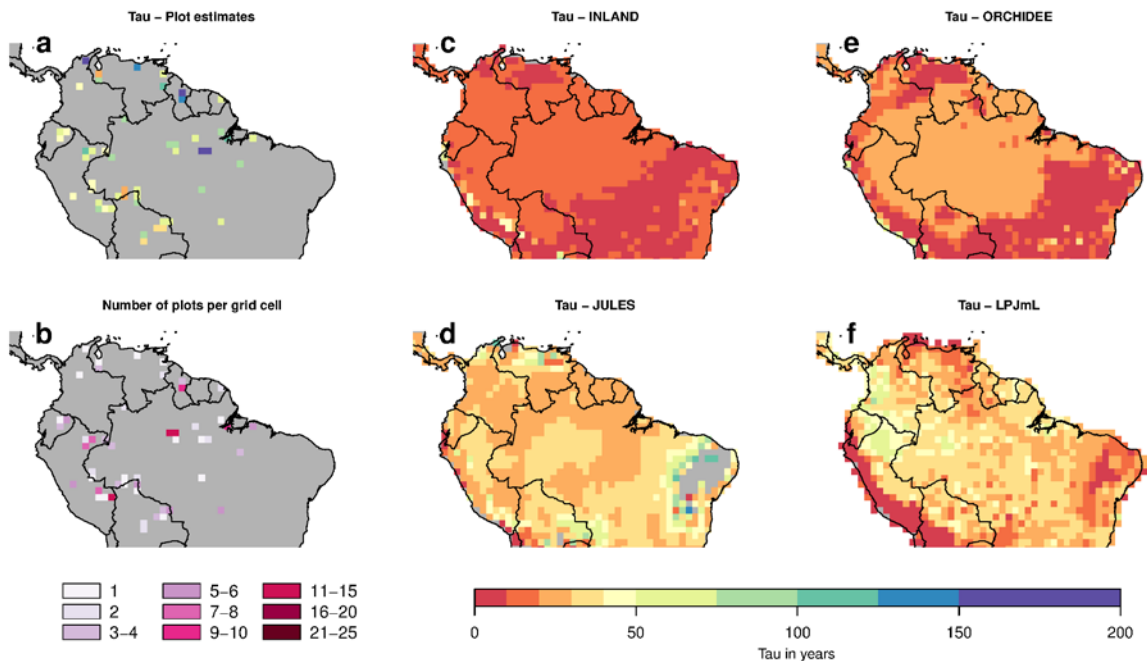 Tau − Plot estimates
Tau − INLAND
Tau − ORCHIDEE
a
c
e
Number of plots per grid cell
Tau − JULES
Tau − LPJmL
b
d
f
1
5−6
11−15
2
7−8
16−20
3−4
9−10
21−25
0
50
100
150
200
Tau in years